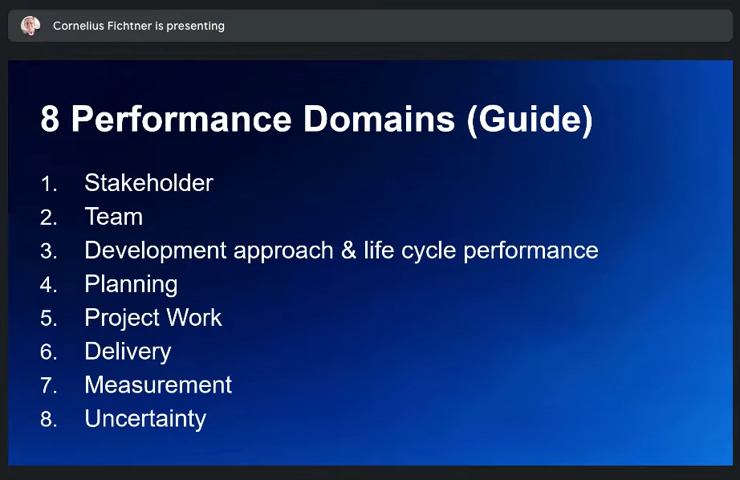 Cornelius Fichtner is presenting
8 Performance Domains (Guide)
1. Stakeholder
2. Team
3. Development approach & life cycle performance
4. Planning
5. Project Work
6. Delivery
7. Measurement
8. Uncertainty